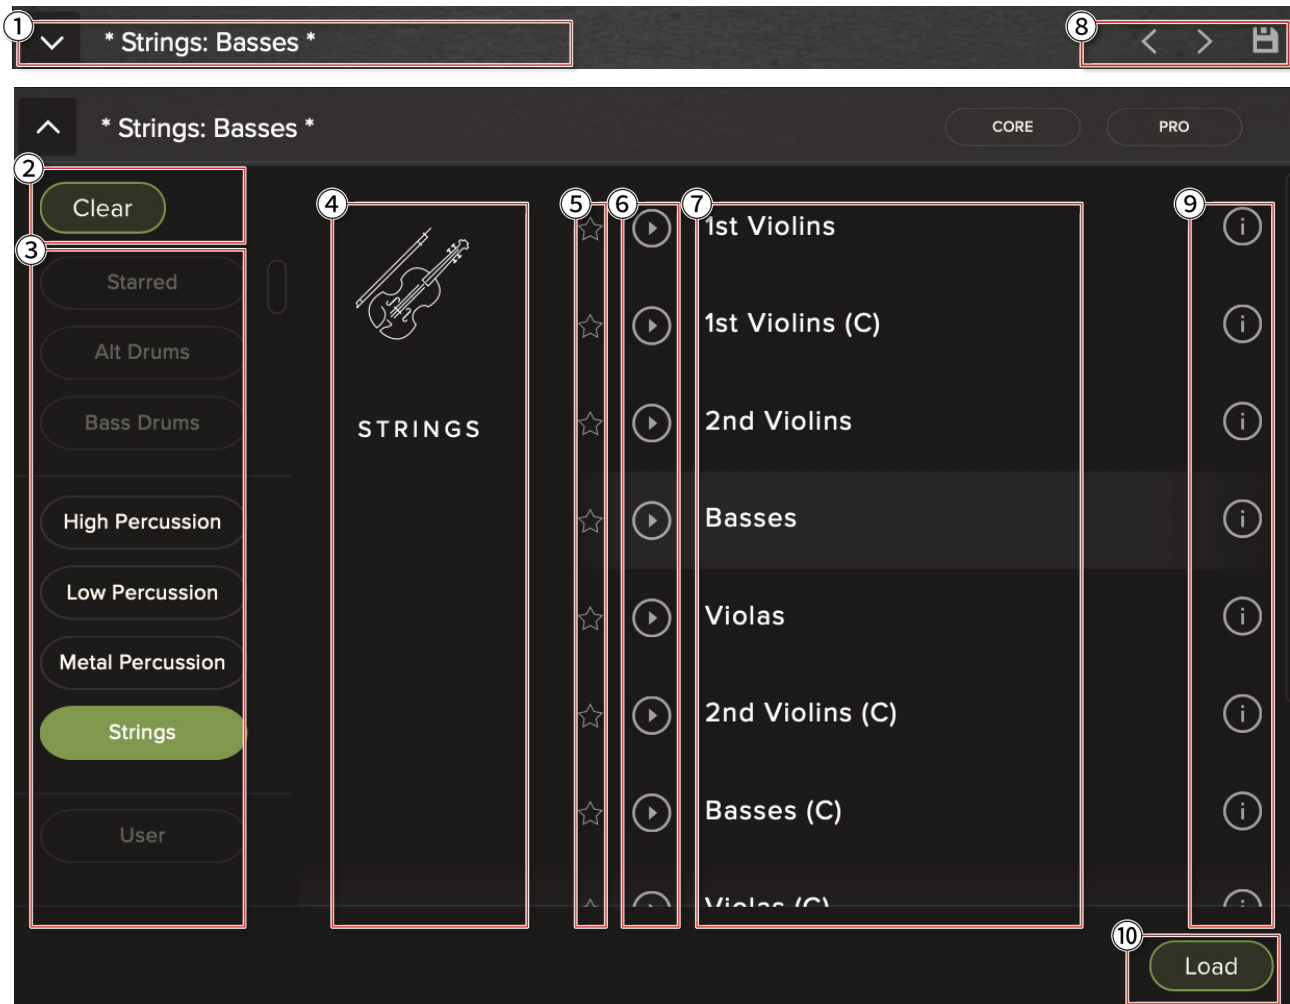 1
* Strings: Basses *
8
* Strings: Basses *
CORE
PRO
2
Clear
3
Starred
Alt Drums
Bass Drums
High Percussion
Low Percussion
Metal Percussion
Strings
User
4
STRINGS
5
6
7
1st Violins
1st Violins (C)
2nd Violins
Basses
Violas
2nd Violins (C)
Basses (C)
Violas (C)
9
i
i
i
i
i
i
i
i
10
Load